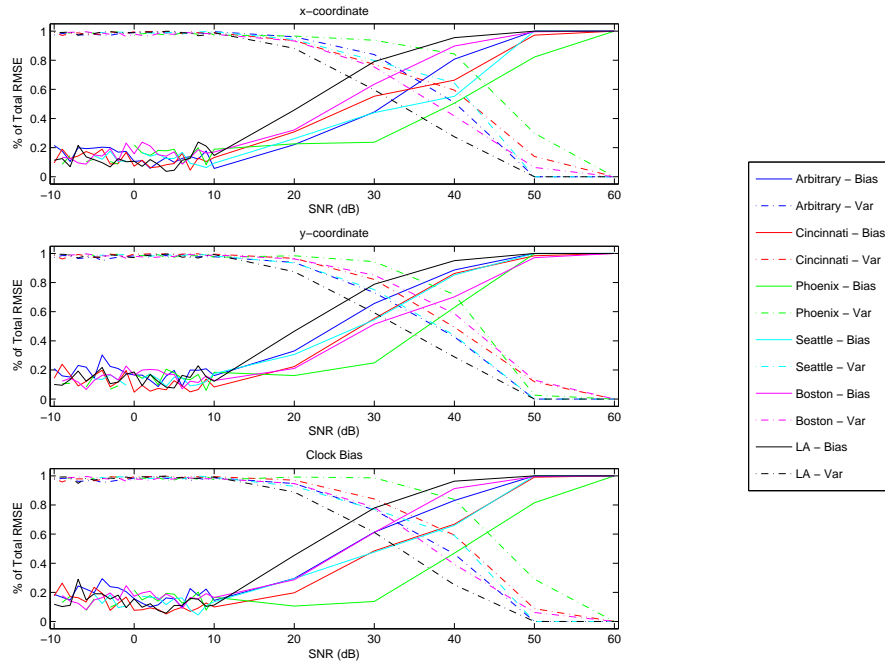 x-coordinate
1
0.8
0.6
0.4
0.2
0
% of Total RMSE
−10 0 10 20 30 40 50 60
SNR (dB)
y-coordinate
1
0.8
0.6
0.4
0.2
0
% of Total RMSE
−10 0 10 20 30 40 50 60
SNR (dB)
Clock Bias
1
0.8
0.6
0.4
0.2
0
% of Total RMSE
−10 0 10 20 30 40 50 60
SNR (dB)
Arbitrary − Bias
Arbitrary − Var
Cincinnati − Bias
Cincinnati − Var
Phoenix − Bias
Phoenix − Var
Seattle − Bias
Seattle − Var
Boston − Bias
Boston − Var
LA − Bias
LA − Var